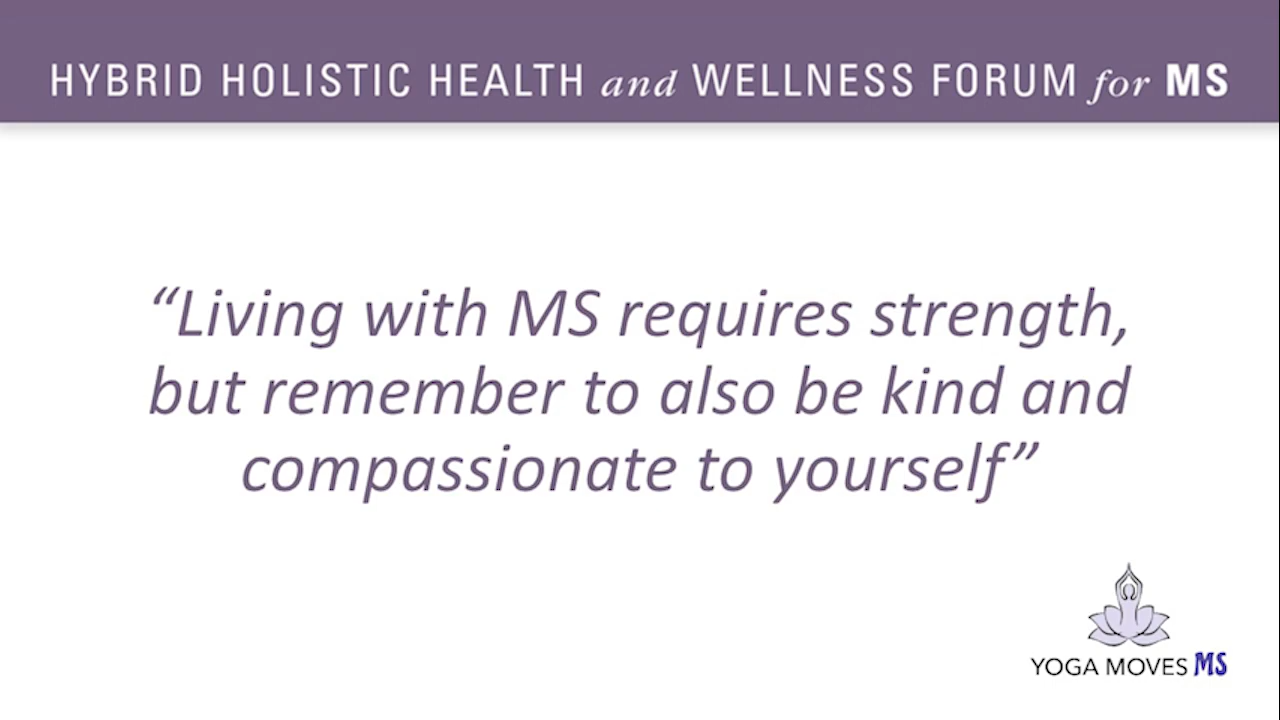 HYBRID HOLISTIC HEALTH and WELLNESS FORUM for MS
“Living with MS requires strength,
but remember to also be kind and
compassionate to yourself”
YOGA MOVES MS